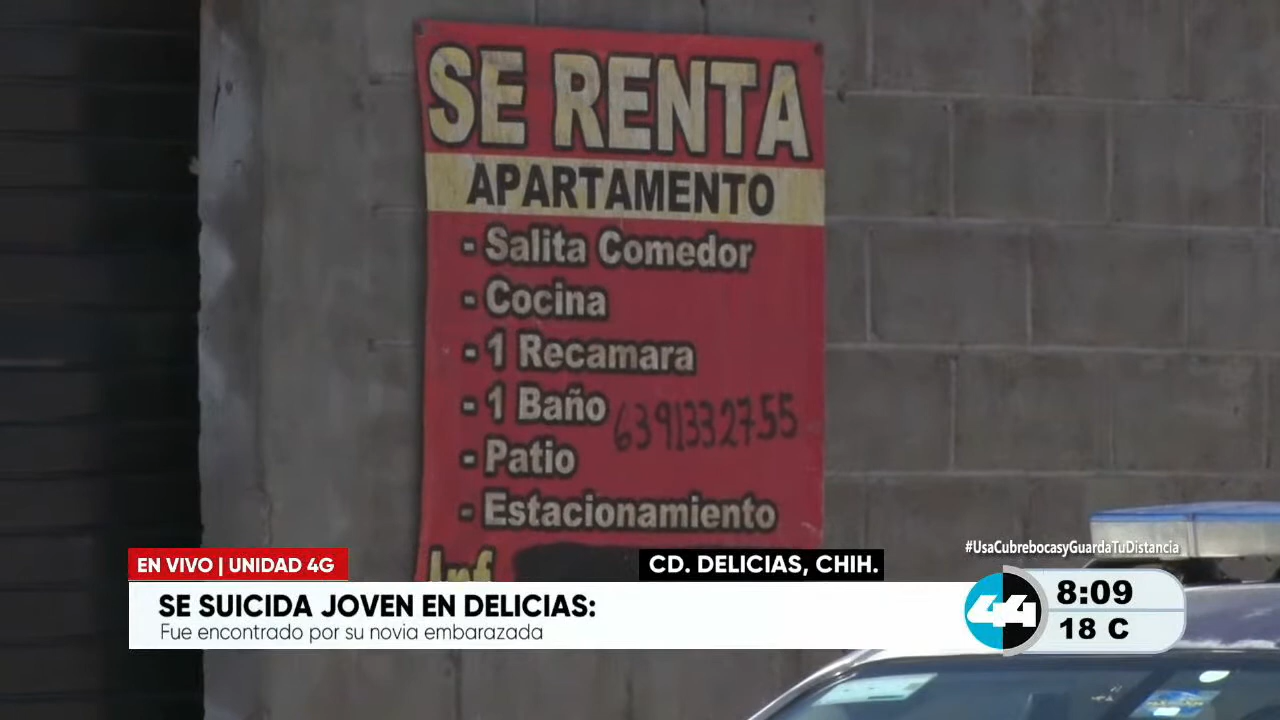 SE RENTA
APARTAMENTO
- Salita Comedor
- Cocina
- 1 Recamara
- 1 Baño
6391332755
- Patio
- Estacionamiento
Inf
EN VIVO | UNIDAD 4G
CD. DELICIAS, CHIH.
#UsaCubrebocasyGuardaTuDistancia
SE SUICIDA JOVEN EN DELICIAS:
Fue encontrado por su novia embarazada
44
8:09
18 C